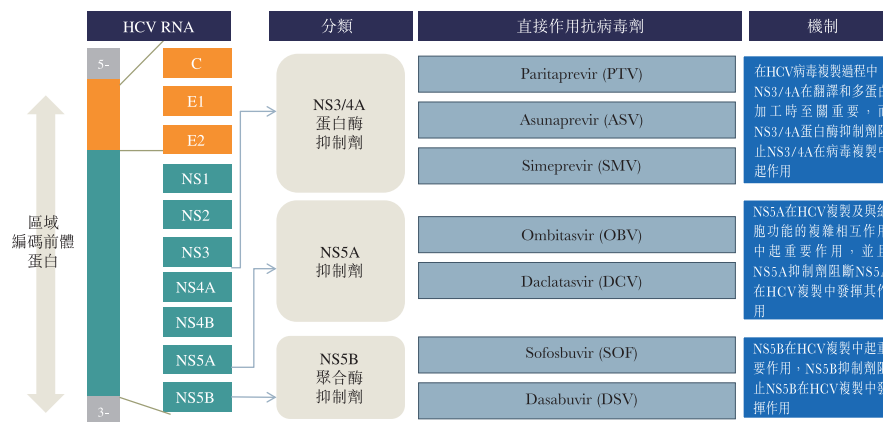 HCV RNA
分類
直接作用抗病毒劑
機制
5-
C
E1
E2
NS1
NS2
NS3
NS4A
NS4B
NS5A
NS5B
3-
區域
編碼前體
蛋白
NS3/4A
蛋白酶
抑制劑
Paritaprevir (PTV)
Asunaprevir (ASV)
Simeprevir (SMV)
在HCV病毒複製過程中
NS3/4A在翻譯和多蛋白
加工時至關重要，而
NS3/4A蛋白酶抑制劑阻
止NS3/4A在病毒複製中
起作用
NS5A
抑制劑
Ombitasvir (OBV)
Daclatasvir (DCV)
NS5A在HCV複製及與細
胞功能的複雜相互作用
中起重要作用，並且
NS5A抑制劑阻斷NS5A
在HCV複製中發揮其作
用
NS5B
聚合酶
抑制劑
Sofosbuvir (SOF)
Dasabuvir (DSV)
NS5B在HCV複製中起重
要作用，NS5B抑制劑阻
止NS5B在HCV複製中發
揮作用